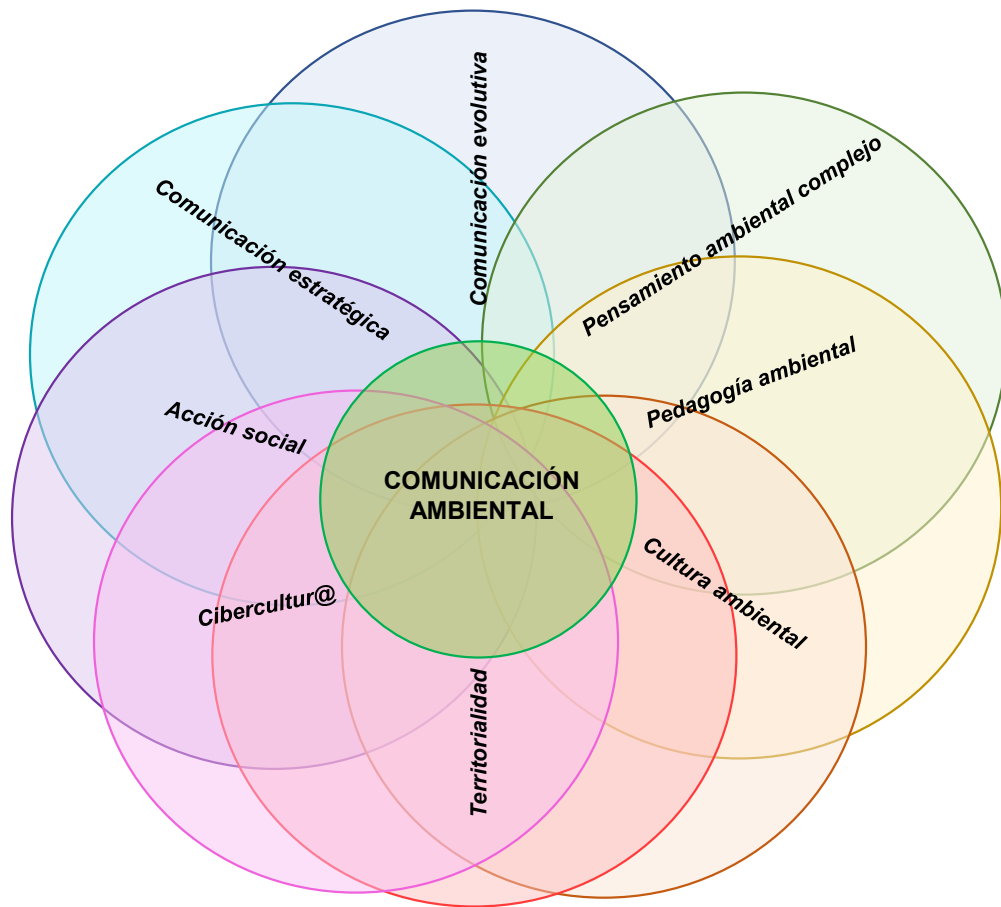 Comunicación evolutiva
Pensamiento ambiental complejo
Comunicación estratégica
Pedagogía ambiental
Acción social
COMUNICACIÓN
AMBIENTAL
Cultura ambiental
Cibercultur@
Territorialidad